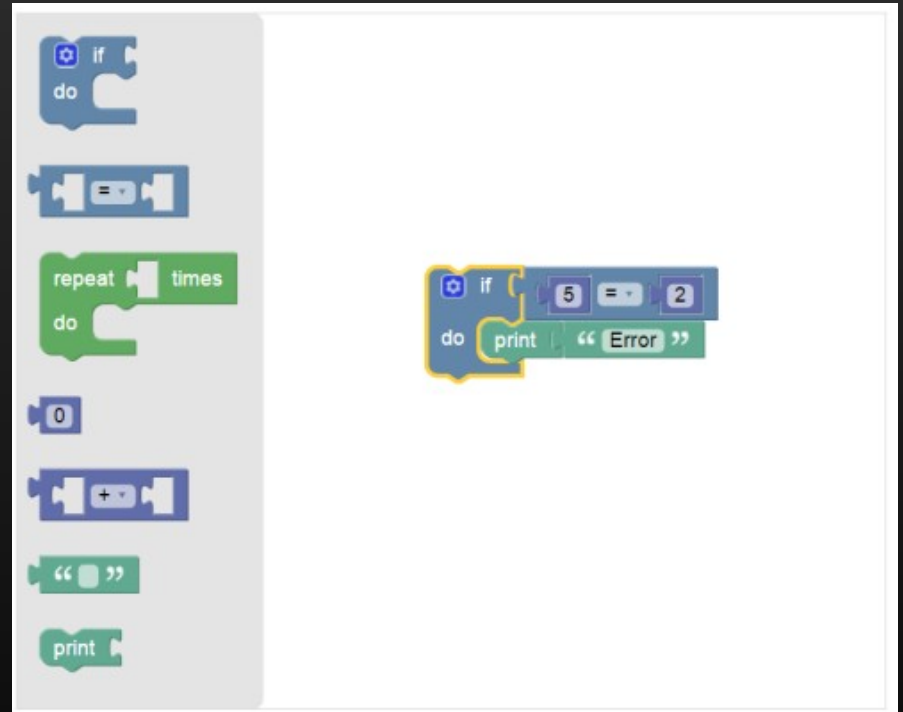 if
do
=
repeat times
do
0
+
“ ”
print
if 5 = 2
do print “ Error ”